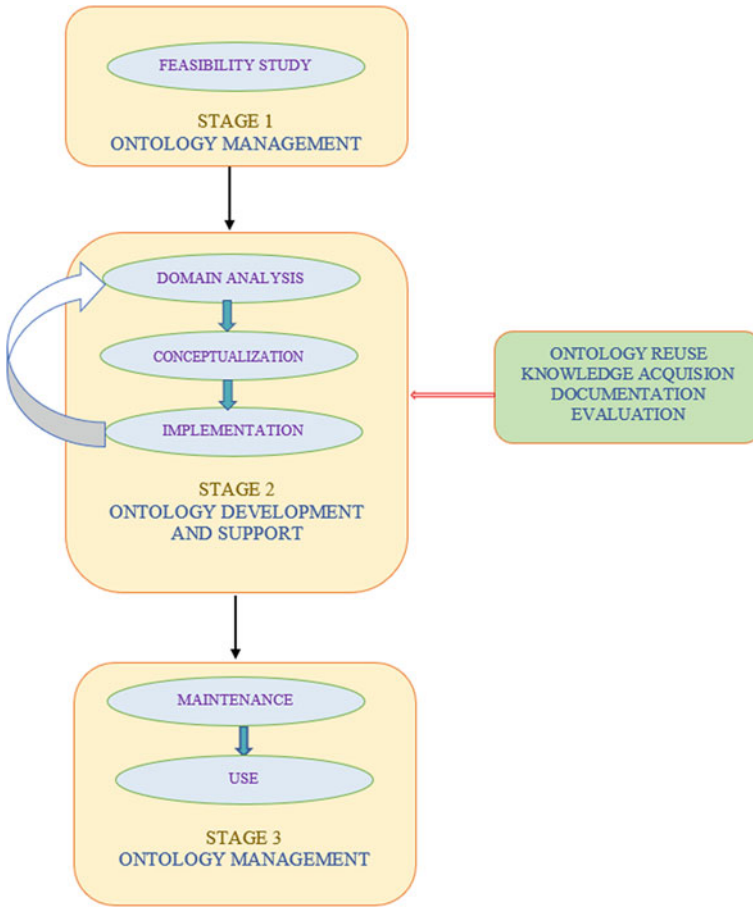 FEASIBILITY STUDY
STAGE 1
ONTOLOGY MANAGEMENT
DOMAIN ANALYSIS
CONCEPTUALIZATION
IMPLEMENTATION
STAGE 2
ONTOLOGY DEVELOPMENT
AND SUPPORT
ONTOLOGY REUSE
KNOWLEDGE ACQUISION
DOCUMENTATION
EVALUATION
MAINTENANCE
USE
STAGE 3
ONTOLOGY MANAGEMENT